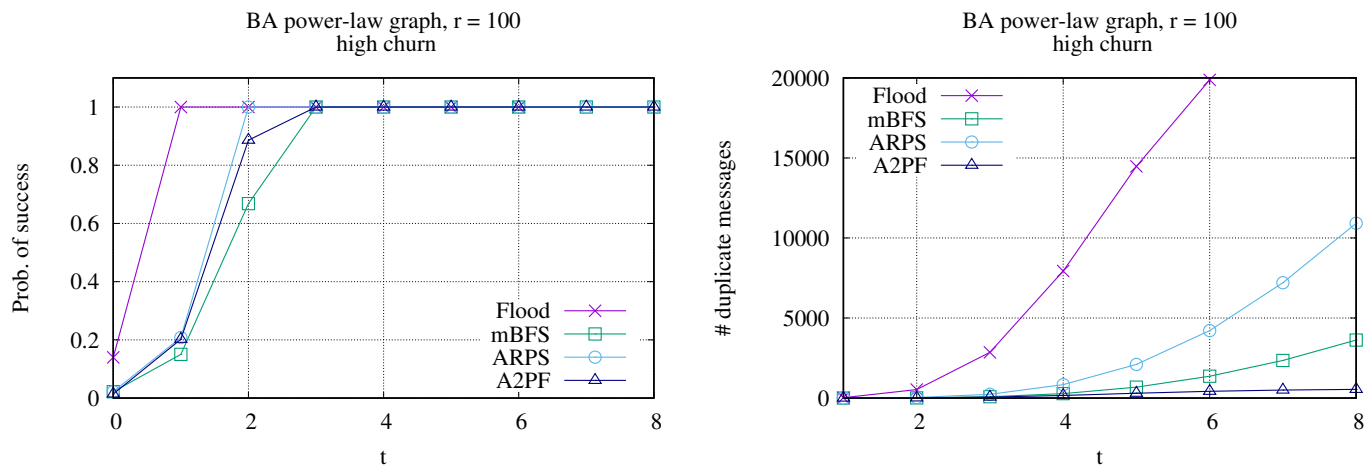 BA power-law graph, r = 100
high churn
Prob. of success
1
0.8
0.6
0.4
0.2
0
0 2 4 6 8
t
Flood
mBFS
ARPS
A2PF
BA power-law graph, r = 100
high churn
# duplicate messages
20000
15000
10000
5000
0
2 4 6 8
t
Flood
mBFS
ARPS
A2PF